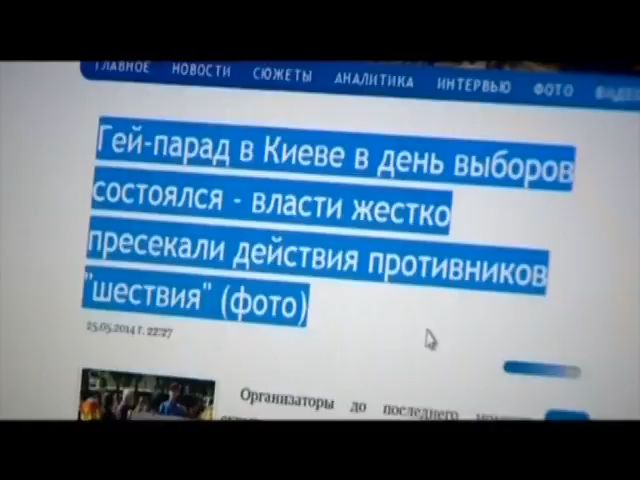 ГЛАВНОЕ НОВОСТИ СЮЖЕТЫ АНАЛИТИКА ИНТЕРВЬЮ ФОТО
Гей-парад в Киеве в день выборов
состоялся - власти жестко
пресекали действия противников
"шествия" (фото)
25.05.2014 г. 22:27
Организаторы до последнего